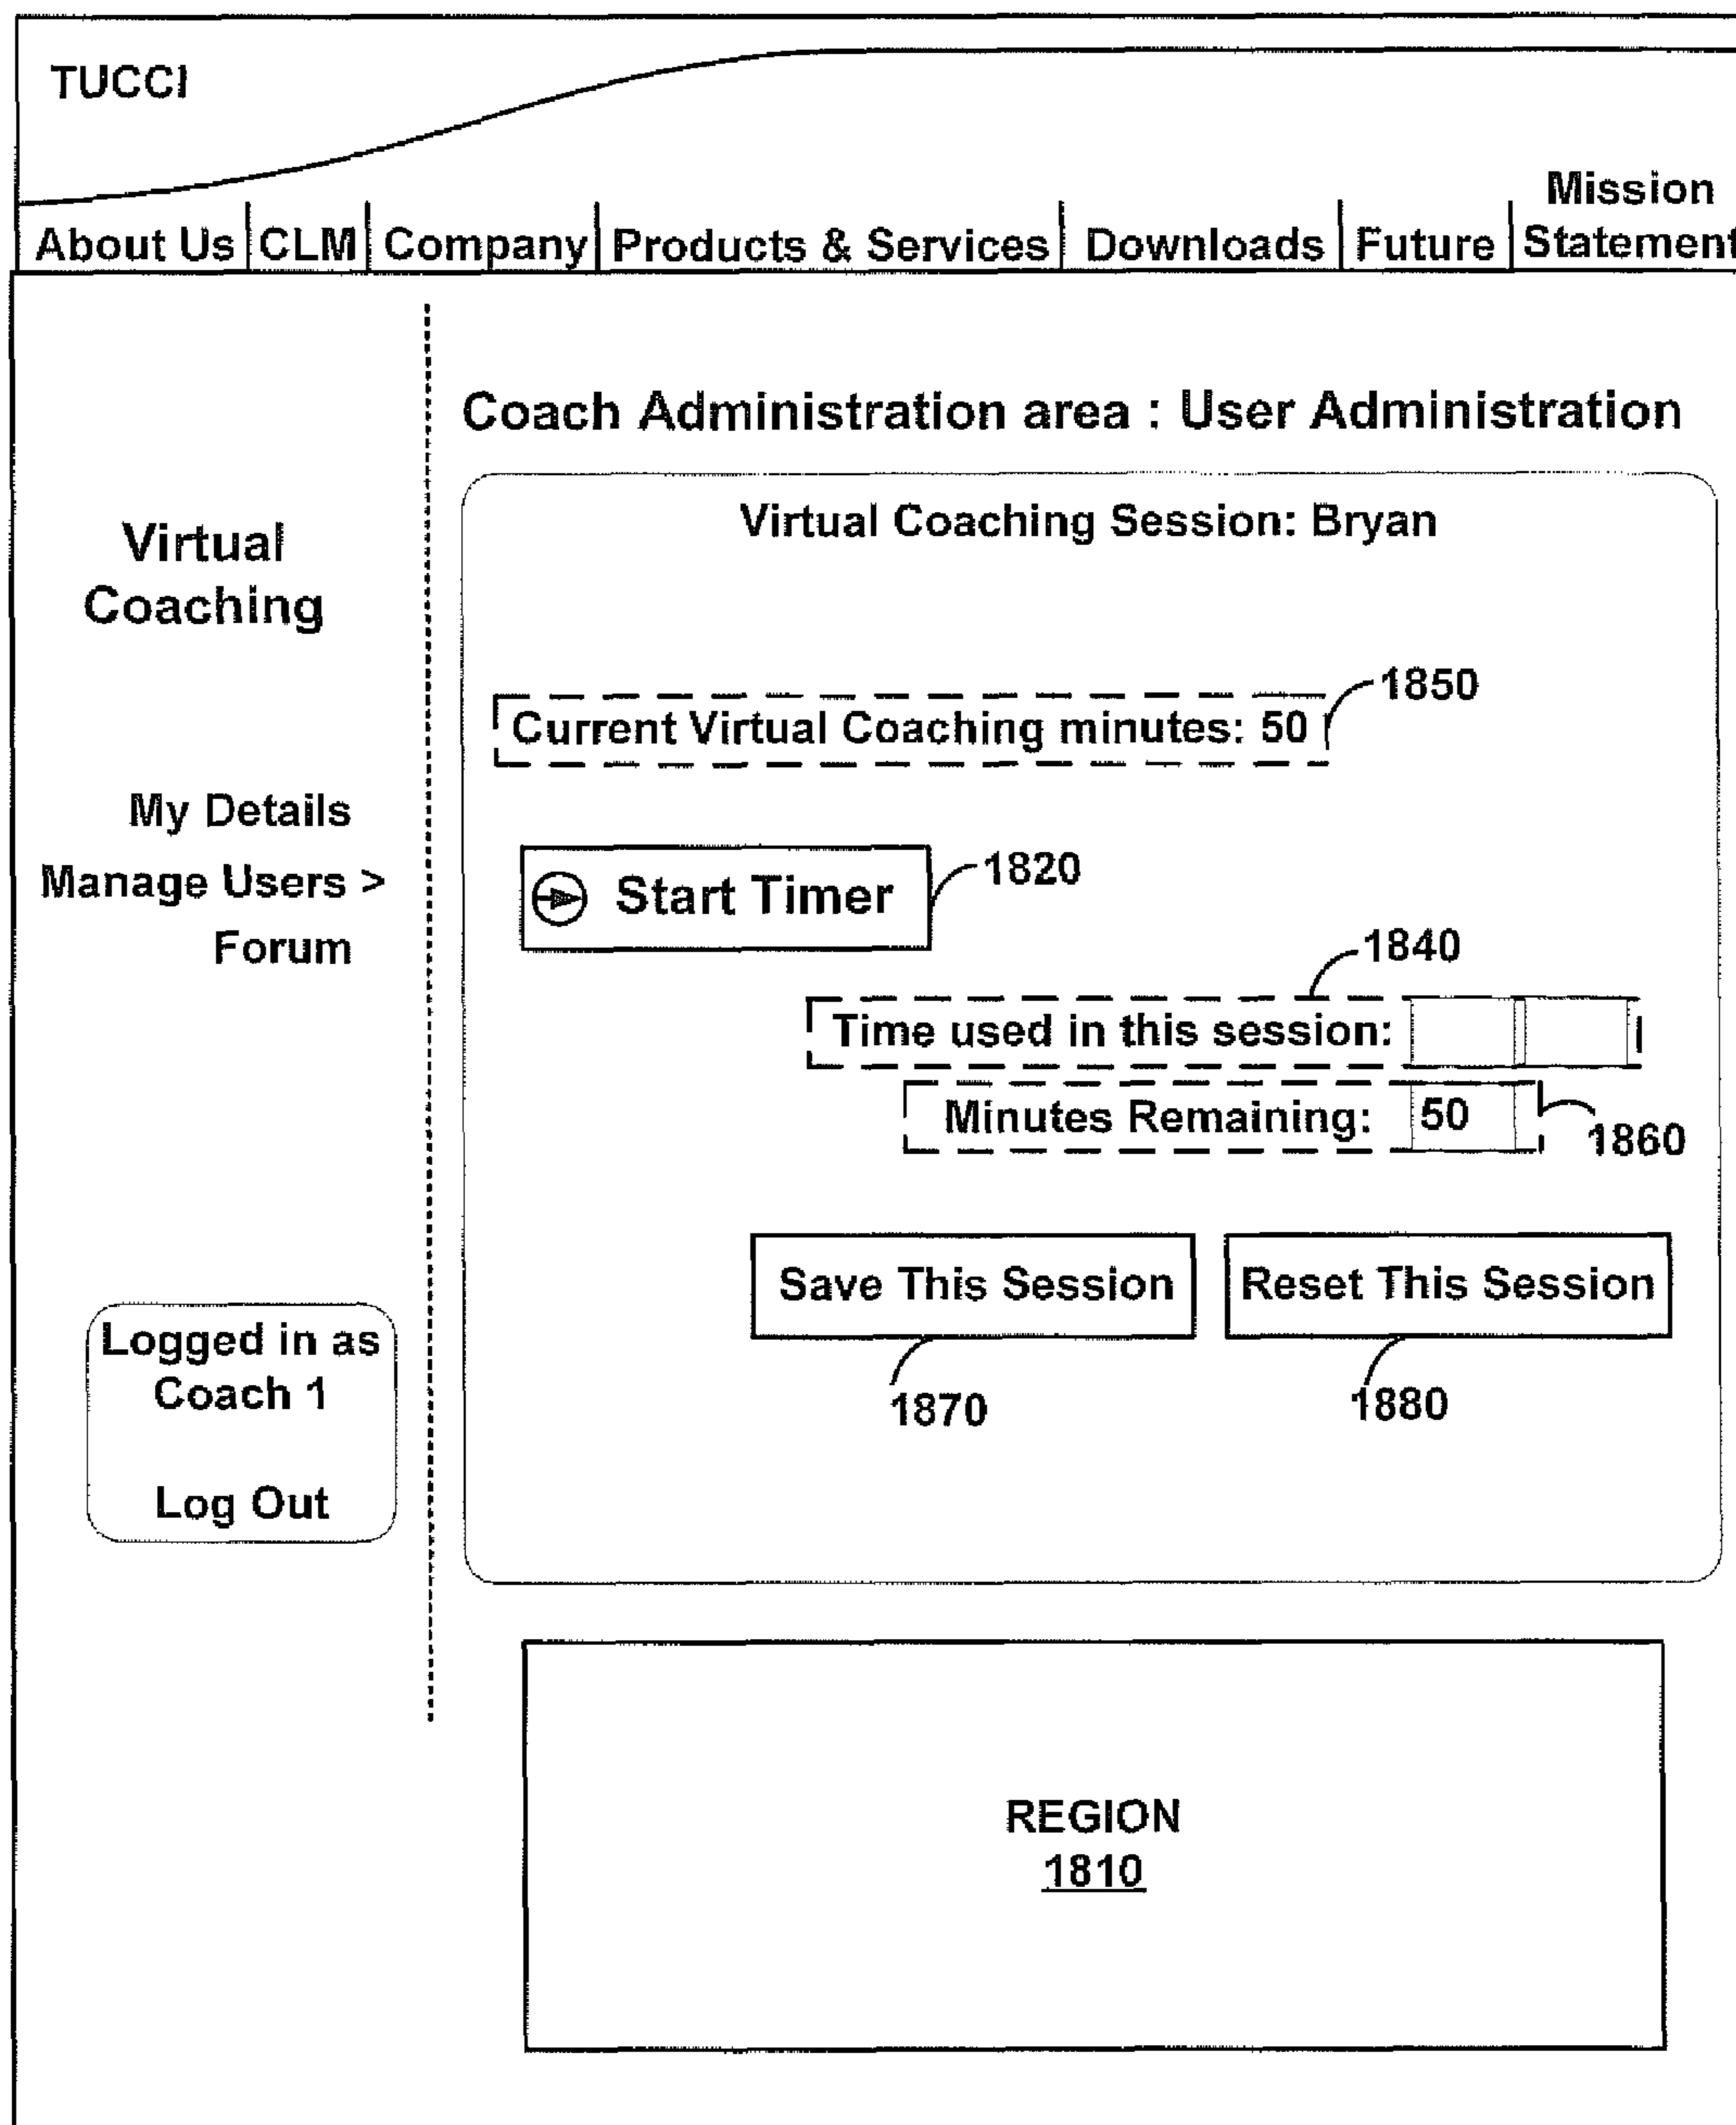 TUCCI
About Us CLM Company Products & Services Downloads Future Mission Statement
Coach Administration area : User Administration
Virtual
Coaching
My Details
Manage Users >
Forum
Logged in as
Coach 1
Log Out
Virtual Coaching Session: Bryan
1850
Current Virtual Coaching minutes: 50
Start Timer
1820
1840
Time used in this session:
Minutes Remaining: 50
1860
Save This Session Reset This Session
1870 1880
REGION
1810